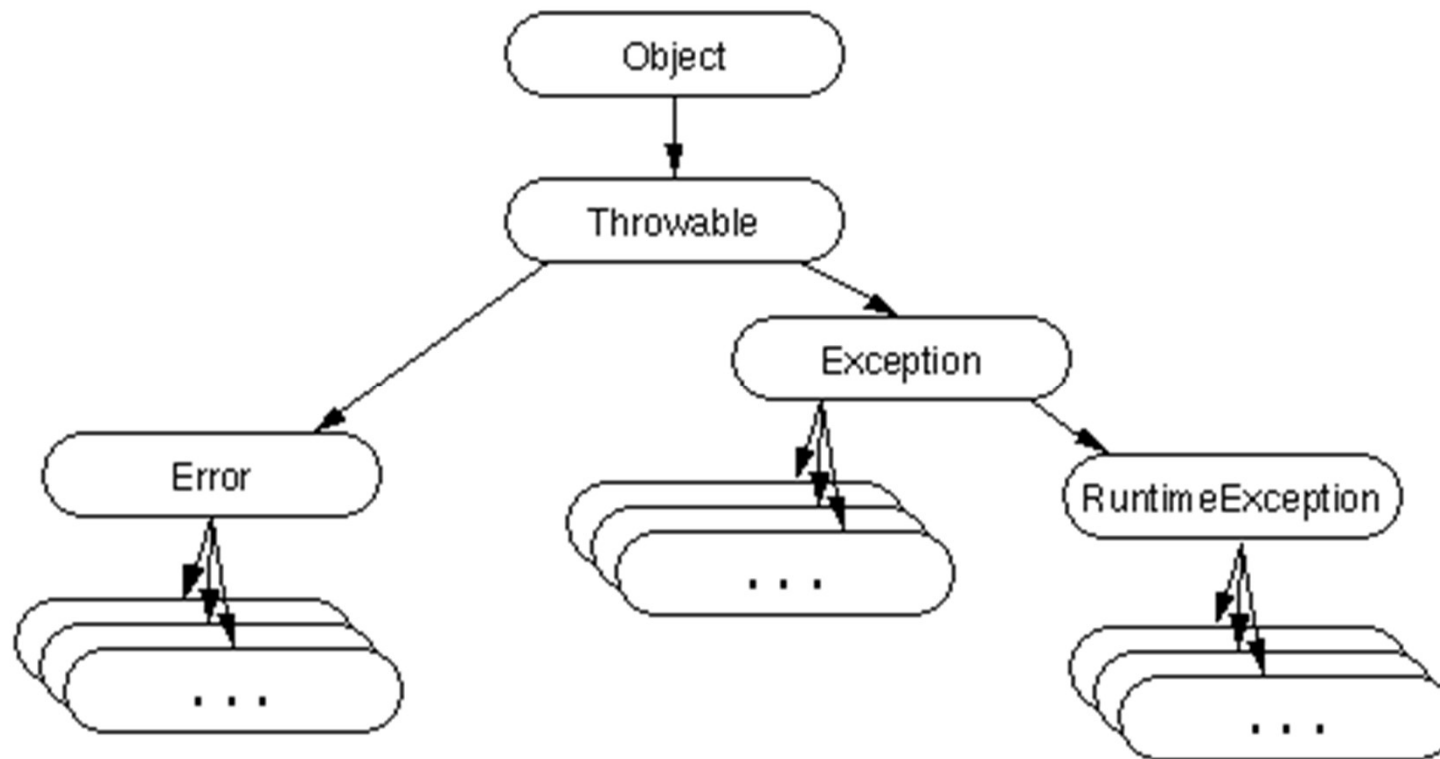 Object
Throwable
Exception
Error
RuntimeException
. . .
. . .
. . .